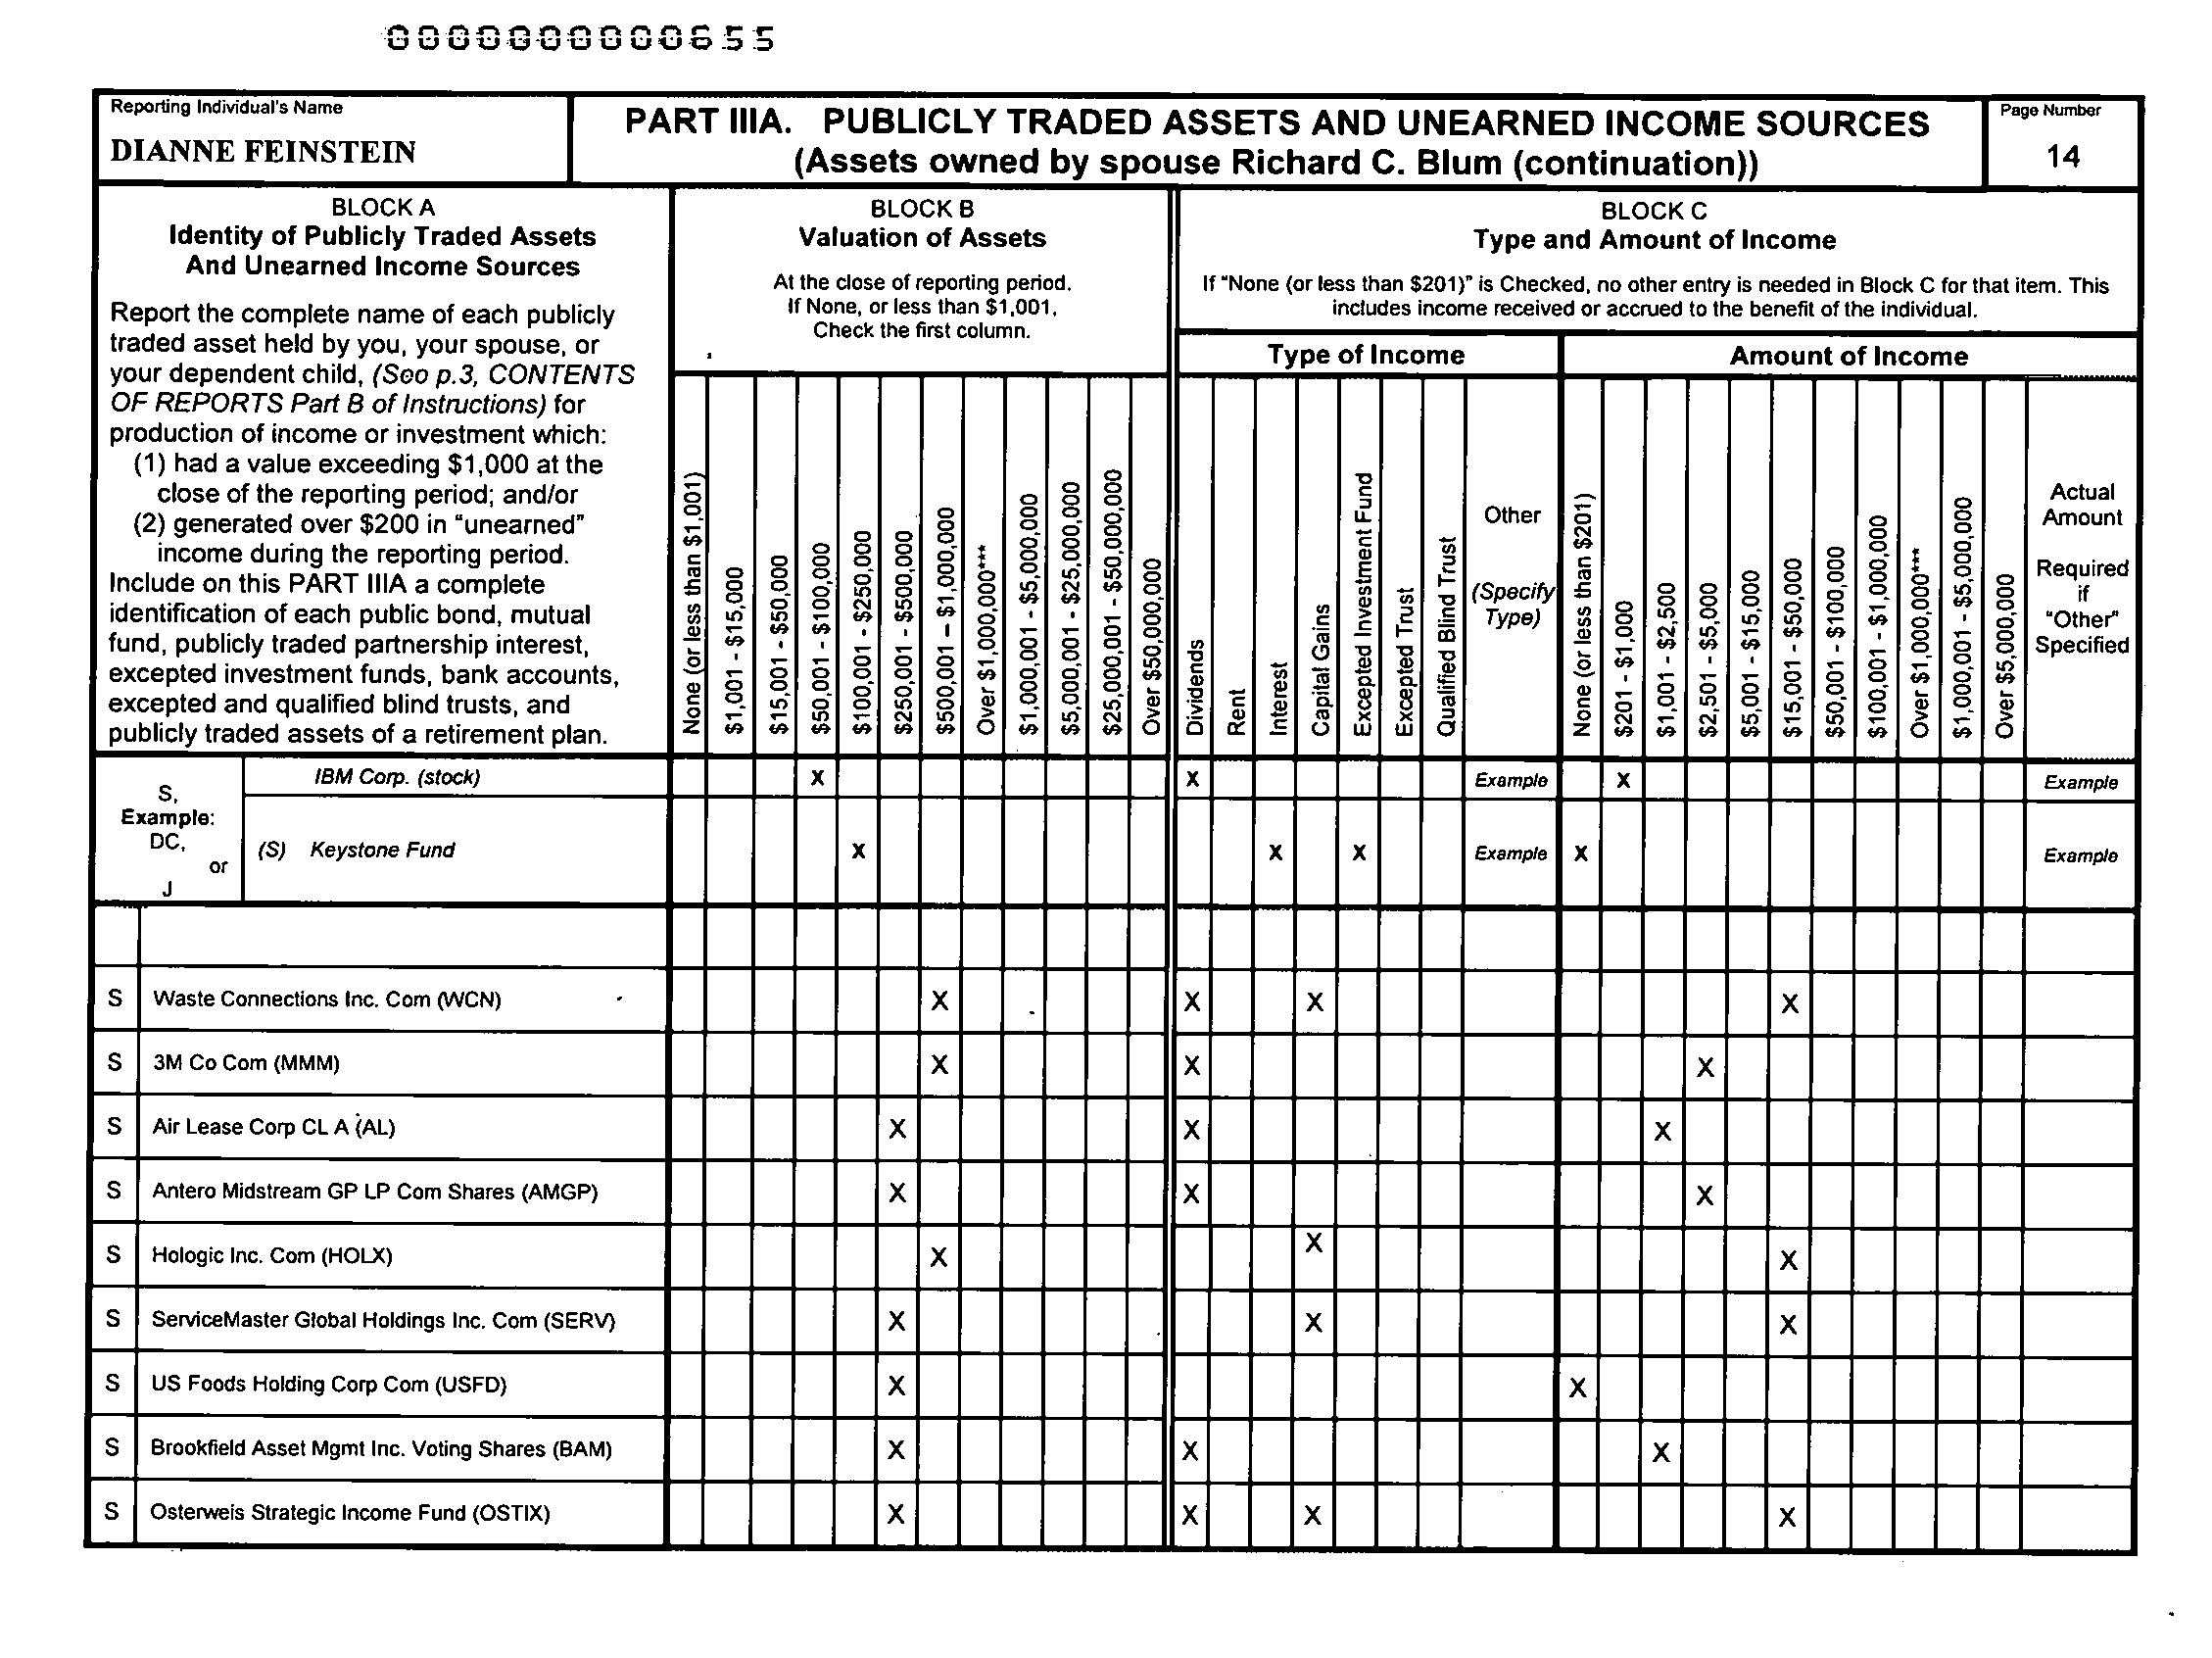 000000000655
Reporting Individual's Name
DIANNE FEINSTEIN
PART IIIA. PUBLICLY TRADED ASSETS AND UNEARNED INCOME SOURCES
(Assets owned by spouse Richard C. Blum (continuation))
Page Number
14
BLOCK A
Identity of Publicly Traded Assets
And Unearned Income Sources
Report the complete name of each publicly
traded asset held by you, your spouse, or
your dependent child, (See p.3, CONTENTS
OF REPORTS Part B of Instructions) for
production of income or investment which:
(1) had a value exceeding $1,000 at the
close of the reporting period; and/or
(2) generated over $200 in "unearned"
income during the reporting period.
Include on this PART IIIA a complete
identification of each public bond, mutual
fund, publicly traded partnership interest,
excepted investment funds, bank accounts,
excepted and qualified blind trusts, and
publicly traded assets of a retirement plan.
BLOCK B
Valuation of Assets
At the close of reporting period.
If None, or less than $1,001,
Check the first column.
None (or less than $1,001)
$1,001 - $15,000
$15,001 - $50,000
$50,001 - $100,000
$100,001 - $250,000
$250,001 - $500,000
$500,001 – $1,000,000
Over $1,000,000***
$1,000,001 - $5,000,000
$5,000,001 - $25,000,000
$25,000,001 - $50,000,000
Over $50,000,000
BLOCK C
Type and Amount of Income
If "None (or less than $201)" is Checked, no other entry is needed in Block C for that item. This
includes income received or accrued to the benefit of the individual.
Type of Income
Dividends
Rent
Interest
Capital Gains
Excepted Investment Fund
Excepted Trust
Qualified Blind Trust
Other
(Specify
Type)
Amount of Income
None (or less than $201)
$201 - $1,000
$1,001 - $2,500
$2,501 - $5,000
$5,001 - $15,000
$15,001 - $50,000
$50,001 - $100,000
$100,001 - $1,000,000
Over $1,000,000***
$1,000,001 - $5,000,000
Over $5,000,000
Actual
Amount
Required
if
"Other"
Specified
S,
Example:
DC,
or
J
IBM Corp. (stock) X X Example X Example
(S) Keystone Fund X X X Example X Example
S Waste Connections Inc. Com (WCN) X X X X
S 3M Co Com (MMM) X X X
S Air Lease Corp CL A (AL) X X X
S Antero Midstream GP LP Com Shares (AMGP) X X X
S Hologic Inc. Com (HOLX) X X X
S ServiceMaster Global Holdings Inc. Com (SERV) X X X
S US Foods Holding Corp Com (USFD) X X
S Brookfield Asset Mgmt Inc. Voting Shares (BAM) X X X
S Osterweis Strategic Income Fund (OSTIX) X X X X